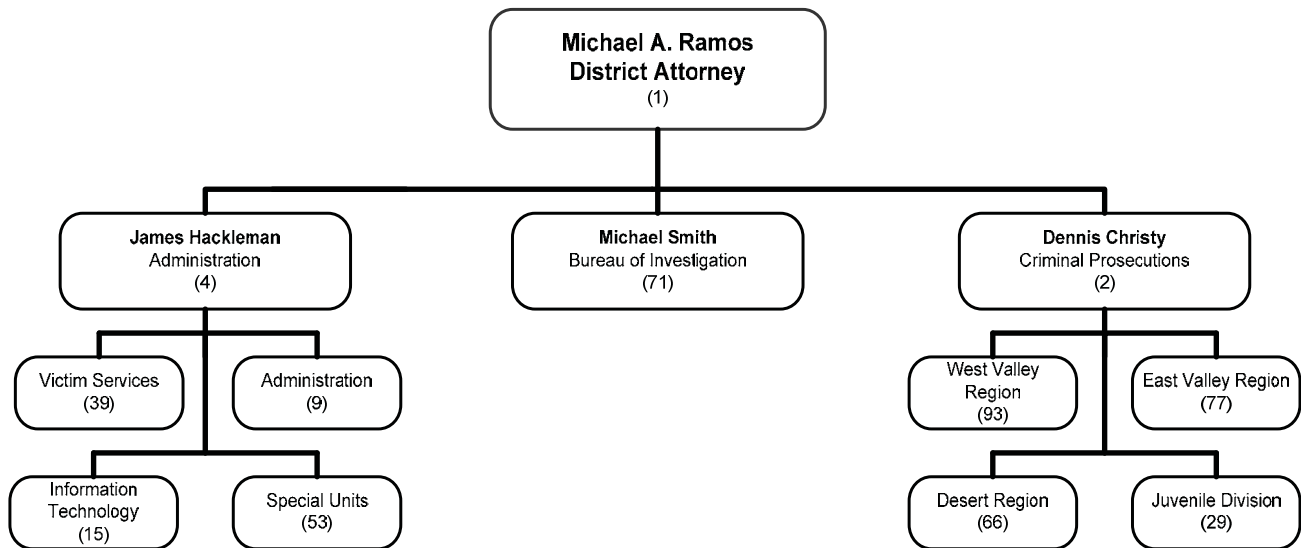 Michael A. Ramos
District Attorney
(1)
James Hackleman
Administration
(4)
Michael Smith
Bureau of Investigation
(71)
Dennis Christy
Criminal Prosecutions
(2)
Victim Services
(39)
Administration
(9)
West Valley
Region
(93)
East Valley Region
(77)
Information
Technology
(15)
Special Units
(53)
Desert Region
(66)
Juvenile Division
(29)